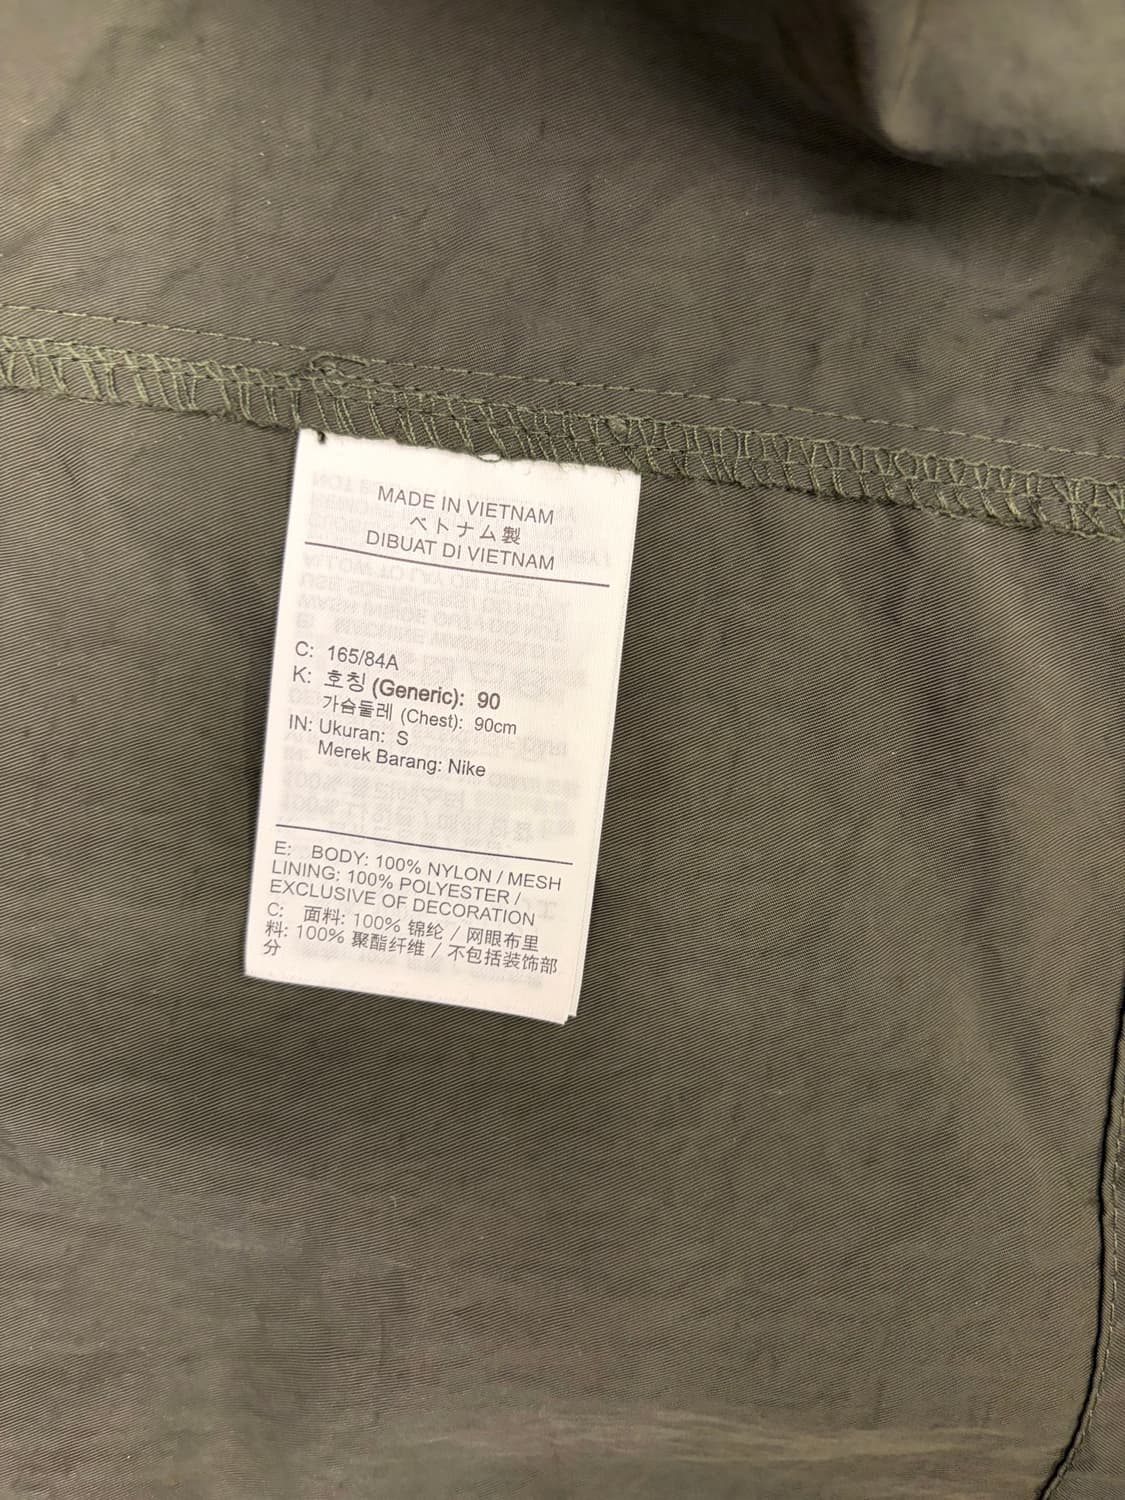 MADE IN VIETNAM
ベトナム製
DIBUAT DI VIETNAM
C: 165/84A
K: 호칭 (Generic): 90
가슴둘레 (Chest): 90cm
IN: Ukuran: S
Merek Barang: Nike
E: BODY: 100% NYLON / MESH
LINING: 100% POLYESTER /
EXCLUSIVE OF DECORATION
C: 面料: 100% 锦纶 / 网眼布里
料: 100% 聚酯纤维 / 不包括装饰部
分